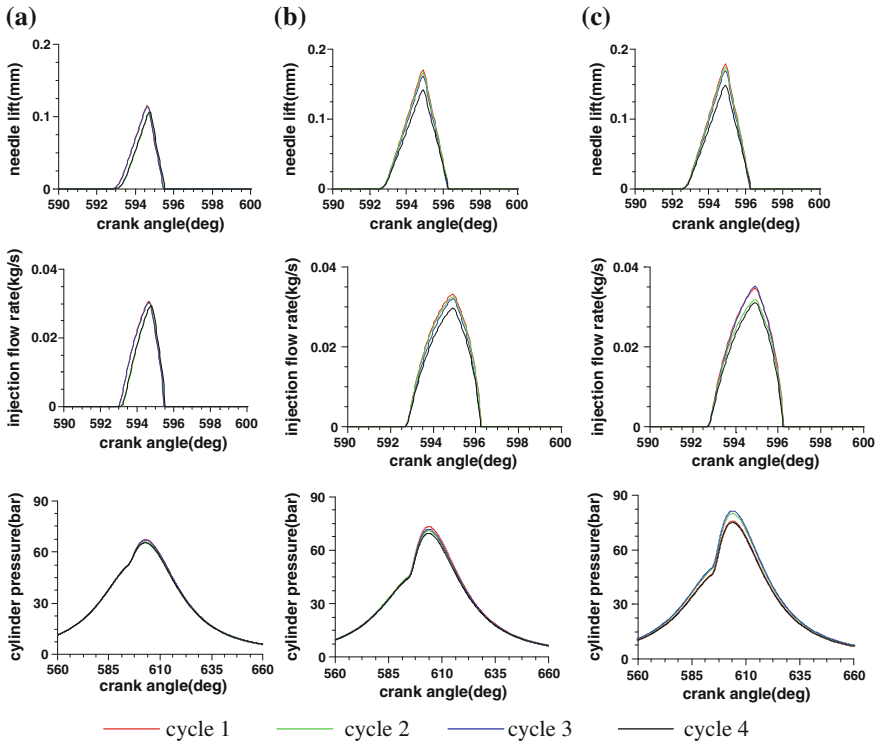 (a)
(b)
(c)
needle lift(mm)
0.2
0.1
0
590 592 594 596 598 600
crank angle(deg)
needle lift(mm)
0.2
0.1
0
590 592 594 596 598 600
crank angle(deg)
needle lift(mm)
0.2
0.1
0
590 592 594 596 598 600
crank angle(deg)
injection flow rate(kg/s)
0.04
0.02
0
590 592 594 596 598 600
crank angle(deg)
injection flow rate(kg/s)
0.04
0.02
0
590 592 594 596 598 600
crank angle(deg)
injection flow rate(kg/s)
0.04
0.02
0
590 592 594 596 598 600
crank angle(deg)
cylinder pressure(bar)
90
60
30
0
560 585 610 635 660
crank angle(deg)
cylinder pressure(bar)
90
60
30
0
560 585 610 635 660
crank angle(deg)
cylinder pressure(bar)
90
60
30
0
560 585 610 635 660
crank angle(deg)
cycle 1 cycle 2 cycle 3 cycle 4